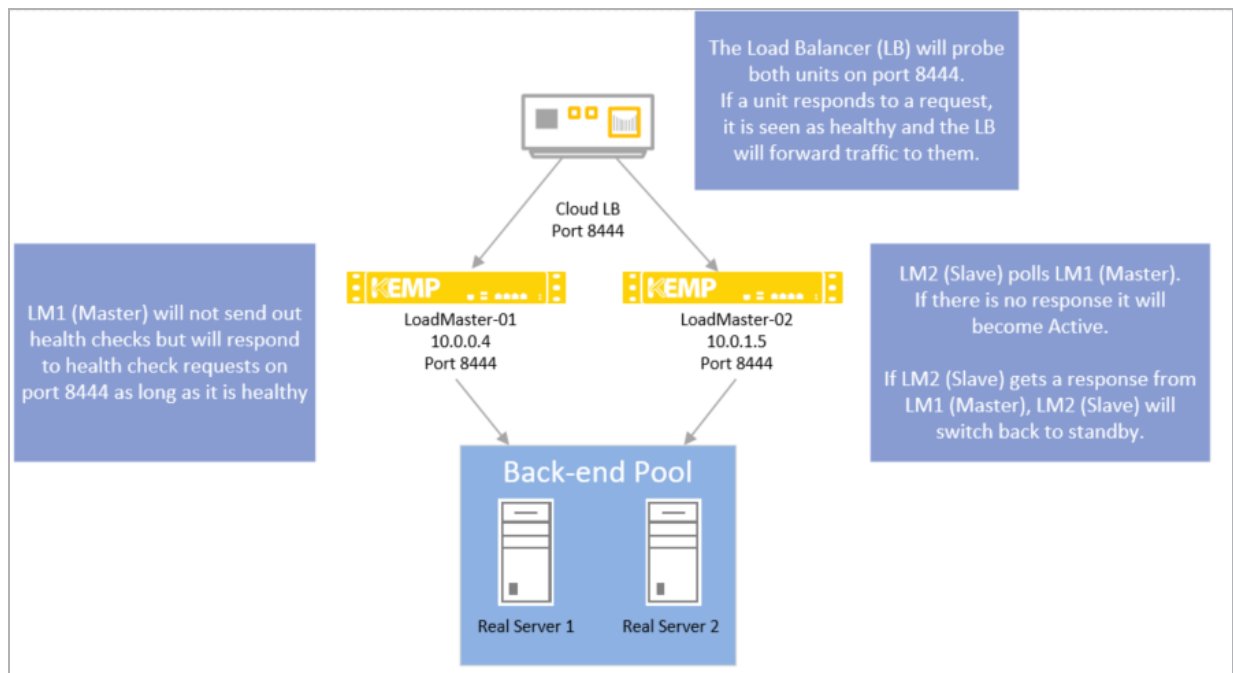 The Load Balancer (LB) will probe
both units on port 8444.
If a unit responds to a request,
it is seen as healthy and the LB
will forward traffic to them.
Cloud LB
Port 8444
LM1 (Master) will not send out
health checks but will respond
to health check requests on
port 8444 as long as it is healthy
KEMP
LoadMaster-01
10.0.0.4
Port 8444
KEMP
LoadMaster-02
10.0.1.5
Port 8444
LM2 (Slave) polls LM1 (Master).
If there is no response it will
become Active.
If LM2 (Slave) gets a response from
LM1 (Master), LM2 (Slave) will
switch back to standby.
Back-end Pool
Real Server 1
Real Server 2